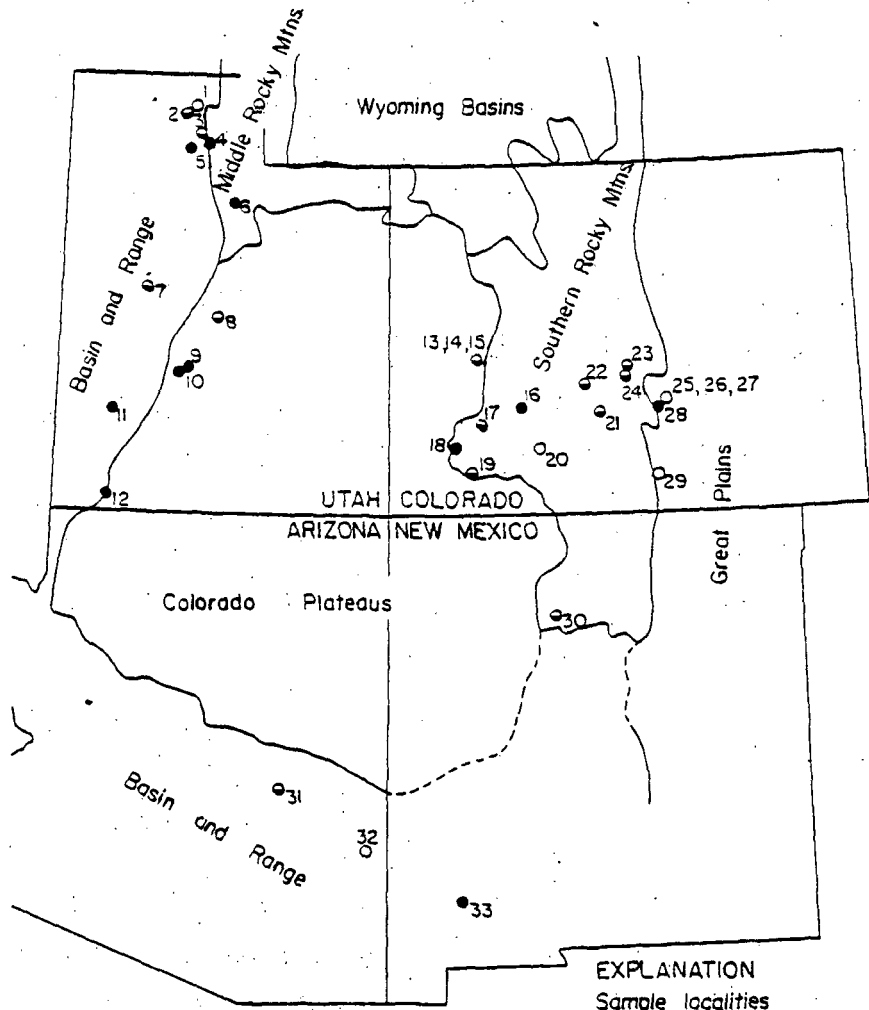 Middle Rocky Mtns.
Wyoming Basins
2
4
5
6
Basin and Range
Southern Rocky Mtns.
7
8
9
10
11
12
13,14,15
16
17
18
19
20
21
22
23
24
25, 26, 27
28
29
UTAH COLORADO
ARIZONA NEW MEXICO
Great Plains
Colorado Plateaus
30
31
Basin and Range
32
33
EXPLANATION
Sample localities